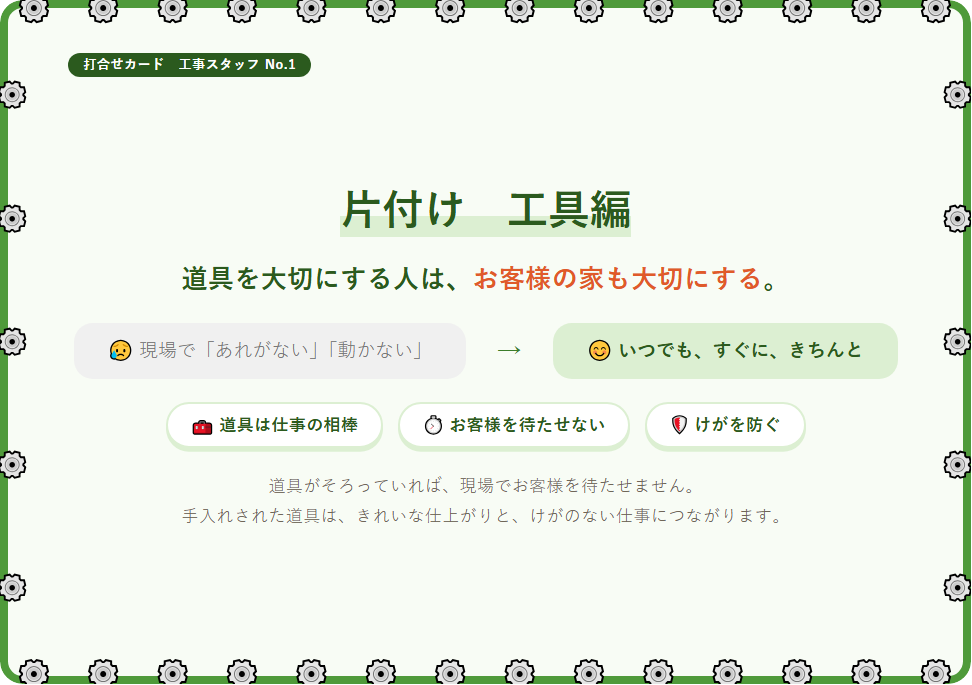 打合せカード　工事スタッフ No.1
片付け　工具編
道具を大切にする人は、お客様の家も大切にする。
😥 現場で「あれがない」「動かない」 → 😊 いつでも、すぐに、きちんと
🧰 道具は仕事の相棒 ⏱ お客様を待たせない 🛡 けがを防ぐ
道具がそろっていれば、現場でお客様を待たせません。
手入れされた道具は、きれいな仕上がりと、けがのない仕事につながります。